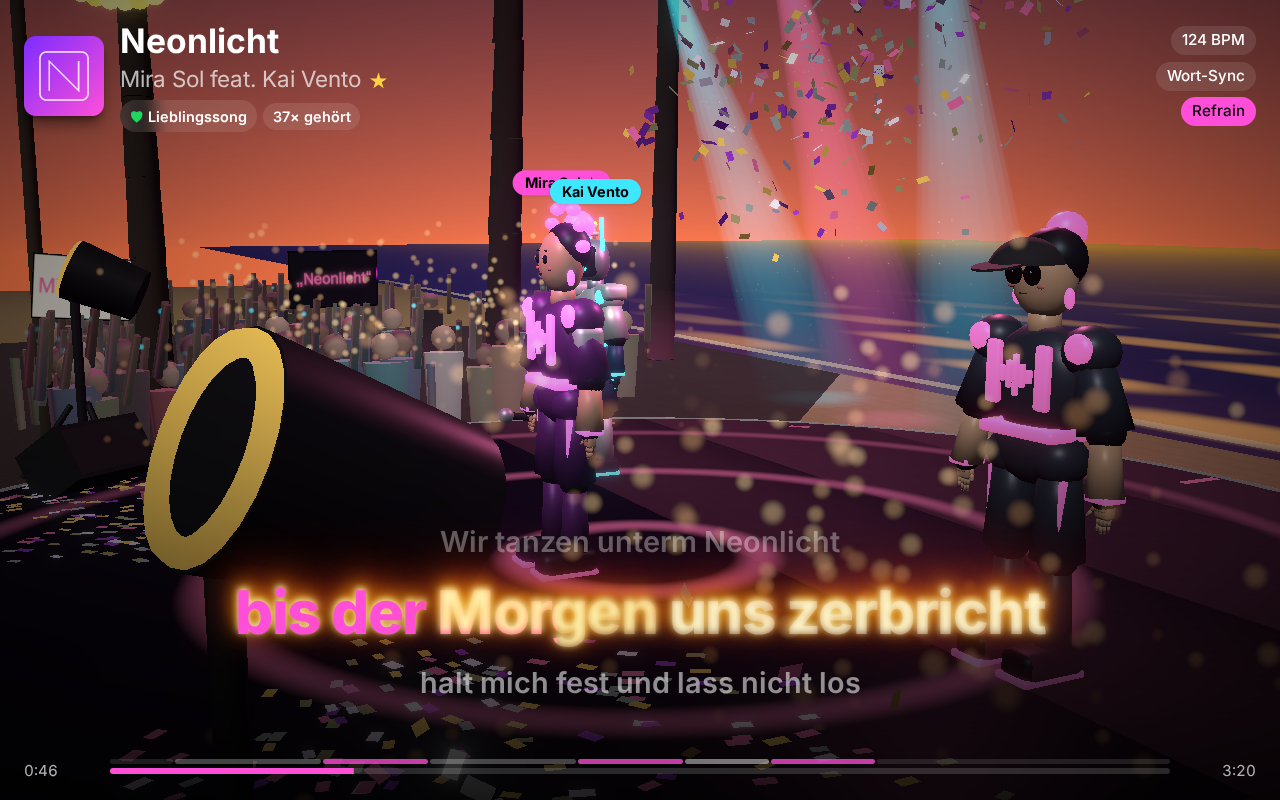 Neonlicht
Mira Sol feat. Kai Vento
Lieblingssong
37× gehört
124 BPM
Wort-Sync
Refrain
N
Kai Vento
„Neonlicht“
Wir tanzen unterm Neonlicht
bis der Morgen uns zerbricht
halt mich fest und lass nicht los
0:46
3:20